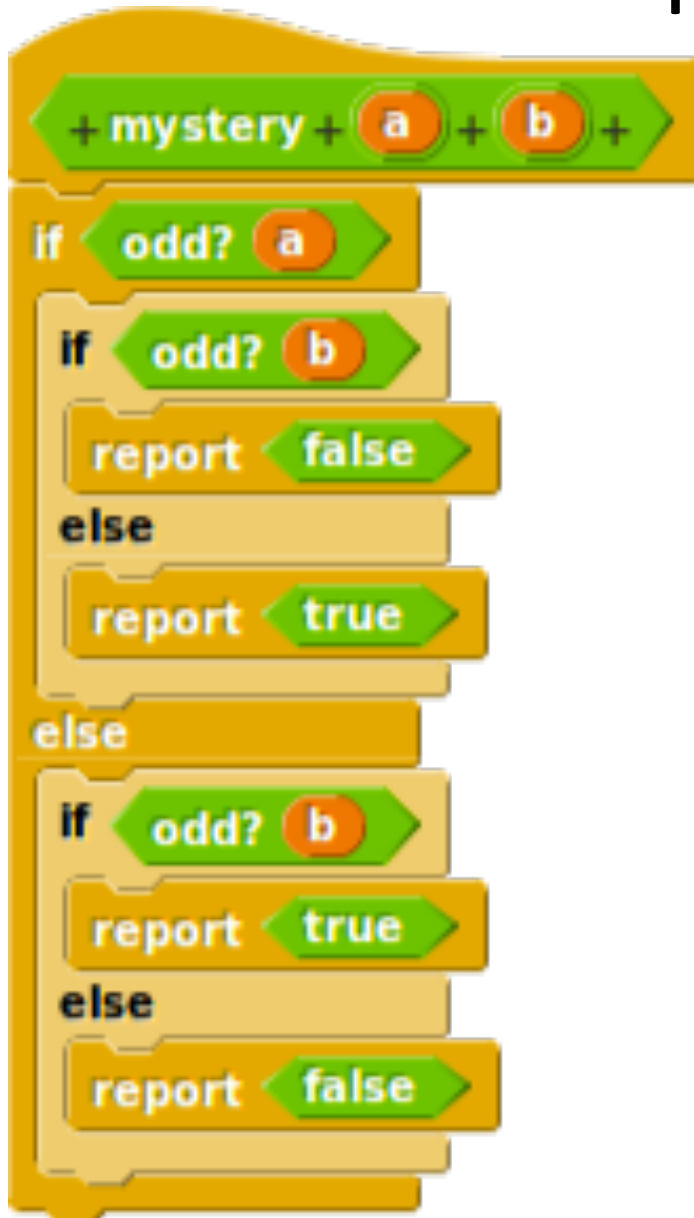 + mystery + a + b +
if odd? a
if odd? b
report false
else
report true
else
if odd? b
report true
else
report false